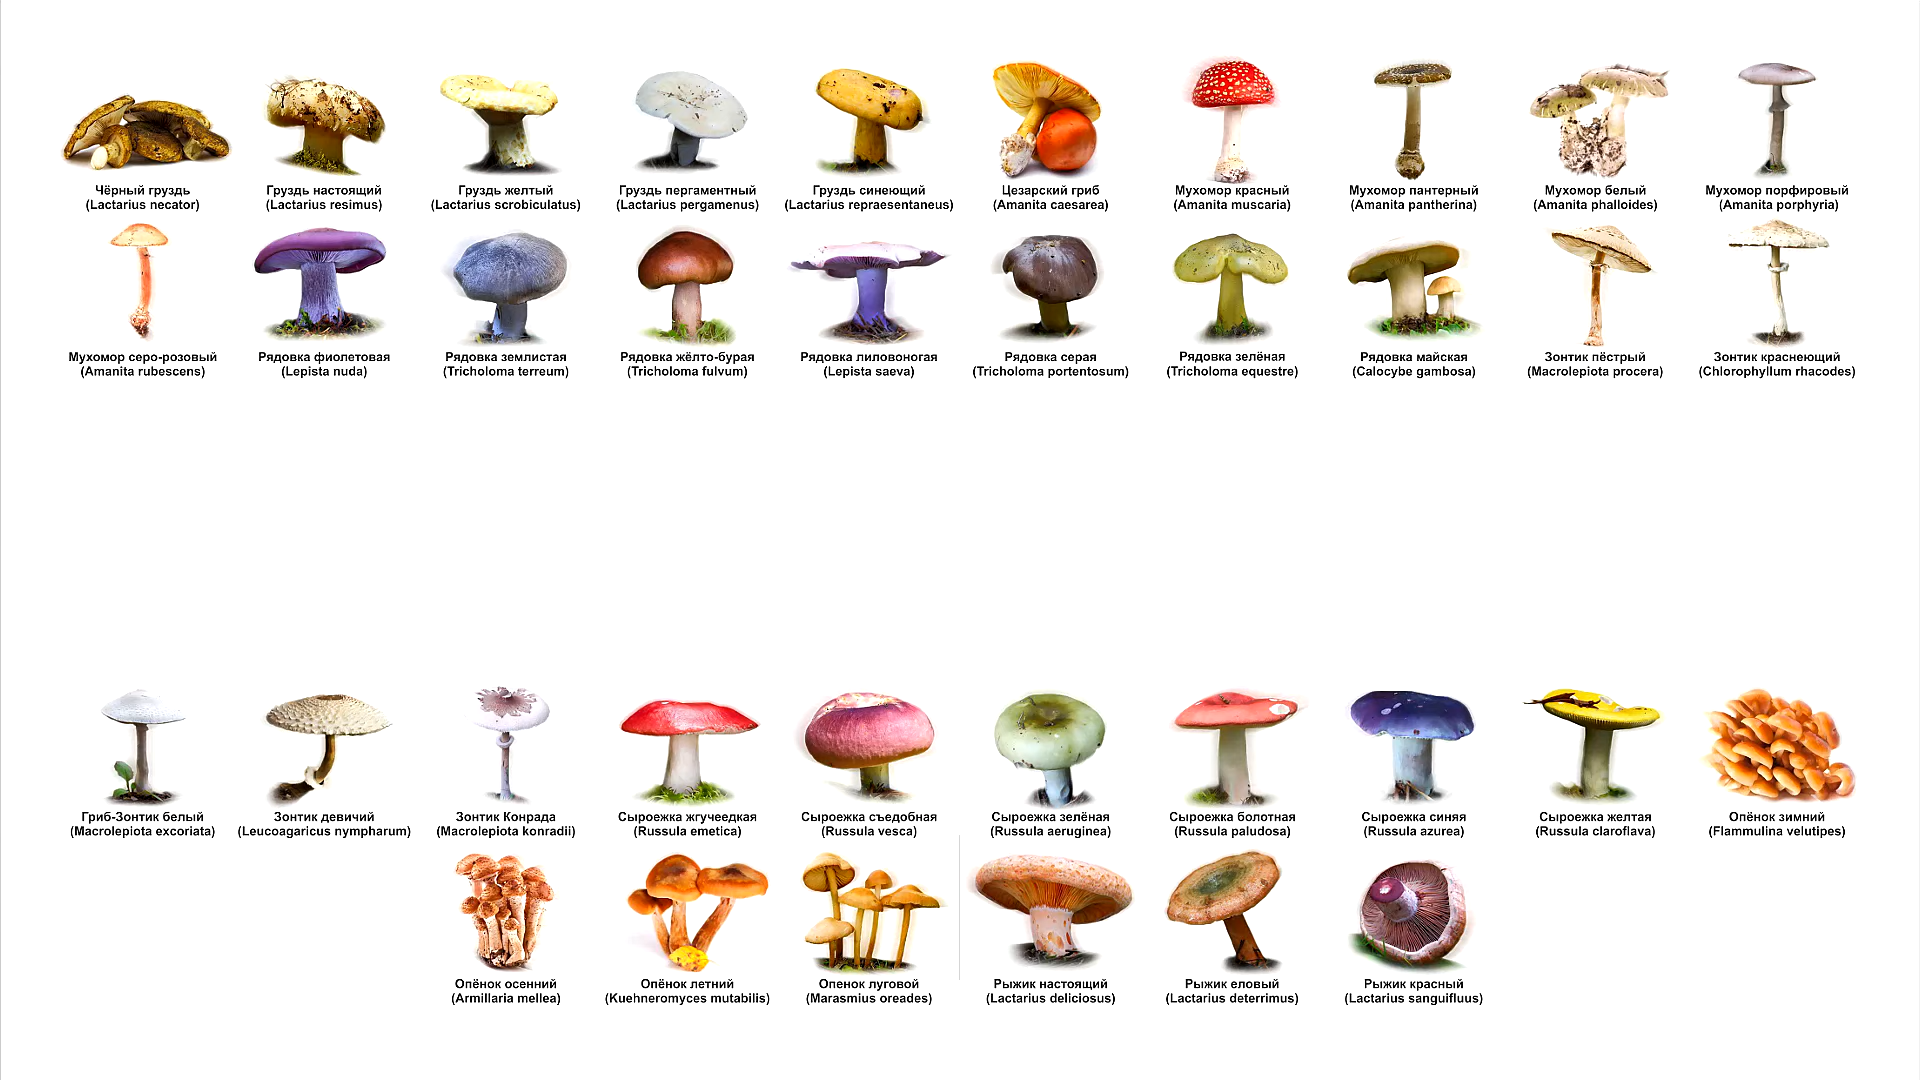 Чёрный груздь
(Lactarius necator)
Груздь настоящий
(Lactarius resimus)
Груздь желтый
(Lactarius scrobiculatus)
Груздь пергаментный
(Lactarius pergamenus)
Груздь синеющий
(Lactarius repraesentaneus)
Цезарский гриб
(Amanita caesarea)
Мухомор красный
(Amanita muscaria)
Мухомор пантерный
(Amanita pantherina)
Мухомор белый
(Amanita phalloides)
Мухомор порфировый
(Amanita porphyria)
Мухомор серо-розовый
(Amanita rubescens)
Рядовка фиолетовая
(Lepista nuda)
Рядовка землистая
(Tricholoma terreum)
Рядовка жёлто-бурая
(Tricholoma fulvum)
Рядовка лиловоногая
(Lepista saeva)
Рядовка серая
(Tricholoma portentosum)
Рядовка зелёная
(Tricholoma equestre)
Рядовка майская
(Calocybe gambosa)
Зонтик пёстрый
(Macrolepiota procera)
Зонтик краснеющий
(Chlorophyllum rhacodes)
Гриб-Зонтик белый
(Macrolepiota excoriata)
Зонтик девичий
(Leucoagaricus nympharum)
Зонтик Конрада
(Macrolepiota konradii)
Сыроежка жгучеедкая
(Russula emetica)
Сыроежка съедобная
(Russula vesca)
Сыроежка зелёная
(Russula aeruginea)
Сыроежка болотная
(Russula paludosa)
Сыроежка синяя
(Russula azurea)
Сыроежка желтая
(Russula claroflava)
Опёнок зимний
(Flammulina velutipes)
Опёнок осенний
(Armillaria mellea)
Опёнок летний
(Kuehneromyces mutabilis)
Опенок луговой
(Marasmius oreades)
Рыжик настоящий
(Lactarius deliciosus)
Рыжик еловый
(Lactarius deterrimus)
Рыжик красный
(Lactarius sanguifluus)